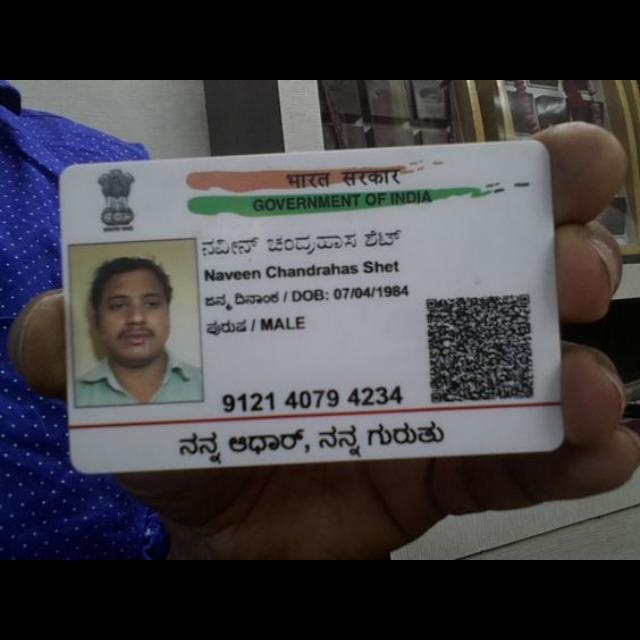 भारत सरकार
GOVERNMENT OF INDIA
ನವೀನ್ ಚಂದ್ರಹಾಸ ಶೆಟ್
Naveen Chandrahas Shet
ಜನ್ಮ ದಿನಾಂಕ / DOB: 07/04/1984
ಪುರುಷ / MALE
9121 4079 4234
ನನ್ನ ಆಧಾರ್, ನನ್ನ ಗುರುತು